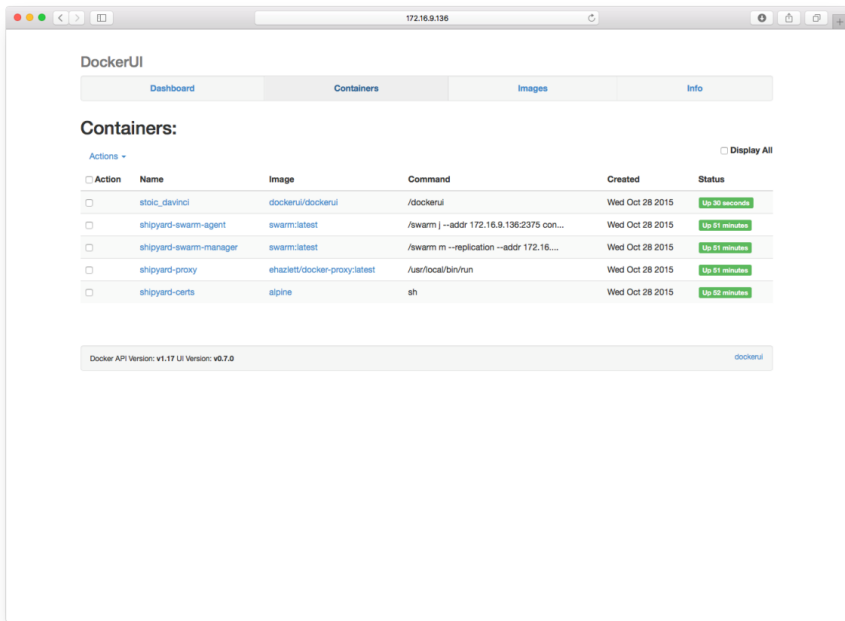 172.16.9.136
DockerUI
Dashboard Containers Images Info
Containers:
Display All
Actions
Action Name Image Command Created Status
stoic_davinci dockerui/dockerui /dockerui Wed Oct 28 2015 Up 30 seconds
shipyard-swarm-agent swarm:latest /swarm j --addr 172.16.9.136:2375 con... Wed Oct 28 2015 Up 51 minutes
shipyard-swarm-manager swarm:latest /swarm m --replication --addr 172.16.... Wed Oct 28 2015 Up 51 minutes
shipyard-proxy ehazlett/docker-proxy:latest /usr/local/bin/run Wed Oct 28 2015 Up 51 minutes
shipyard-certs alpine sh Wed Oct 28 2015 Up 52 minutes
Docker API Version: v1.17 UI Version: v0.7.0 dockerui